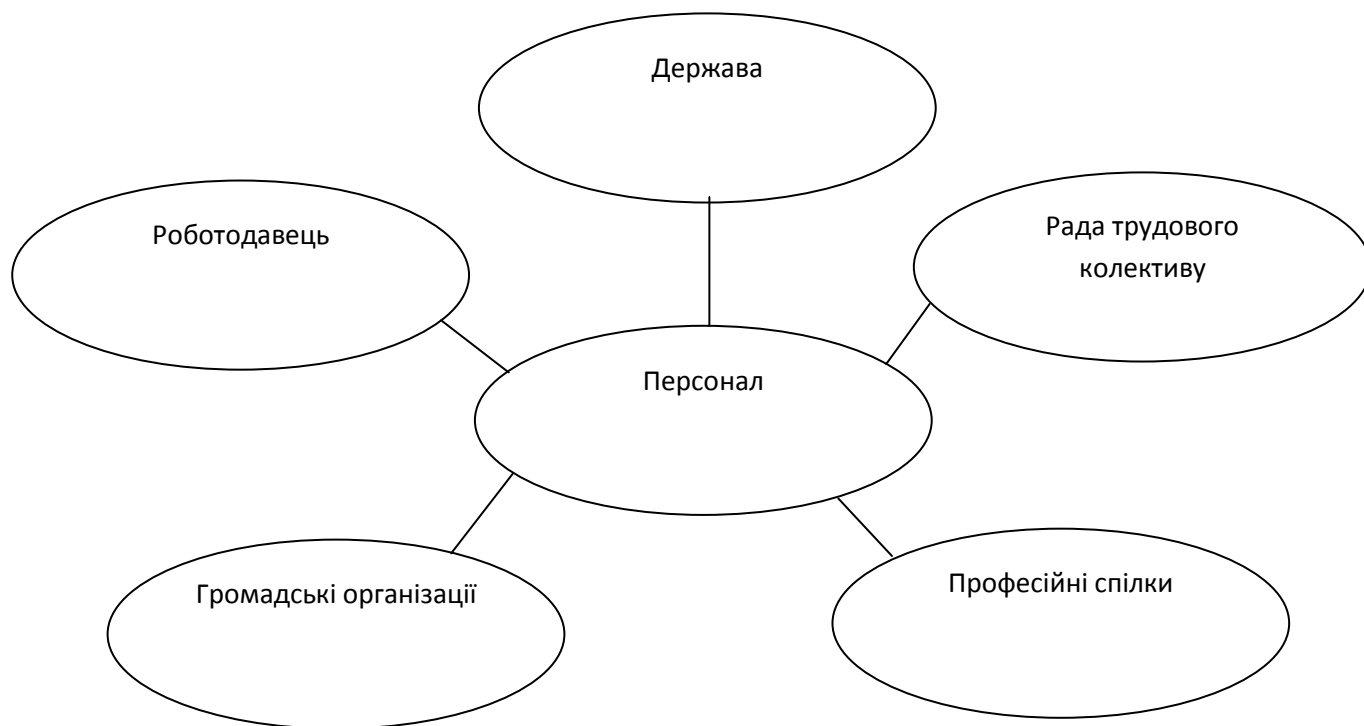 Держава
Роботодавець
Рада трудового
колективу
Персонал
Громадські організації
Професійні спілки